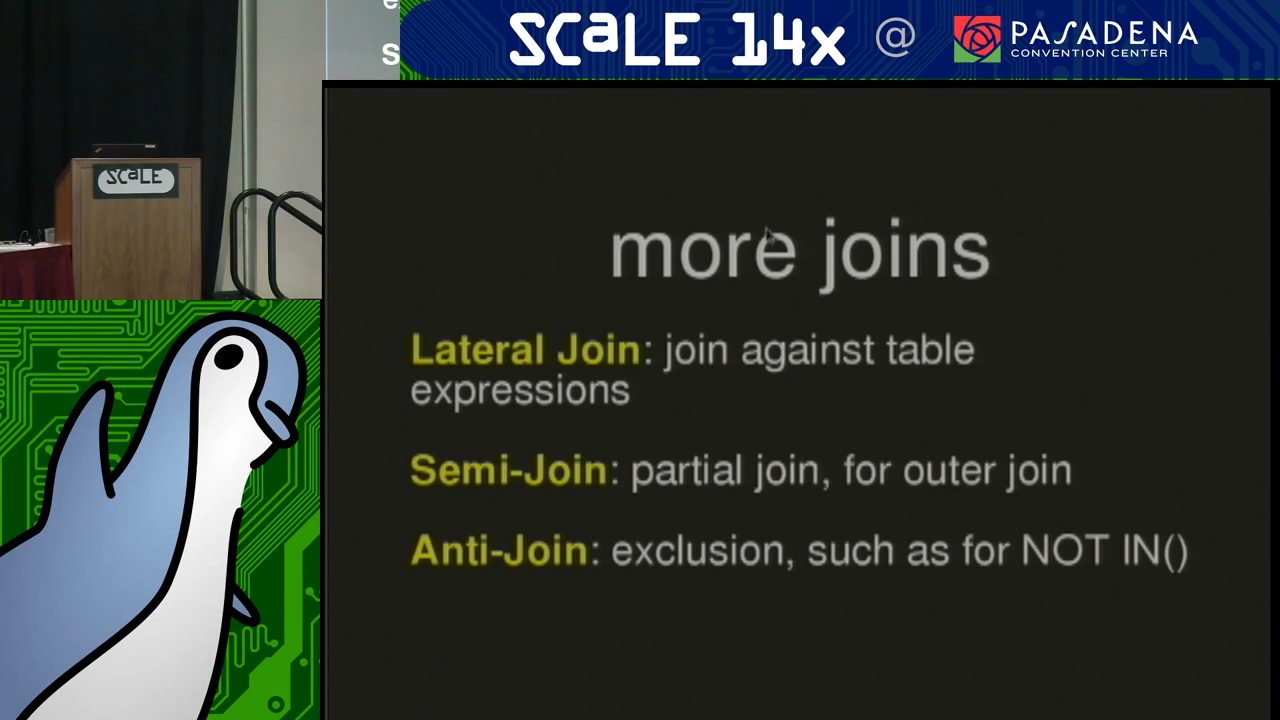 e
s
SCaLE 14x @ PASADENA
CONVENTION CENTER
SCaLE
more joins
Lateral Join: join against table
expressions
Semi-Join: partial join, for outer join
Anti-Join: exclusion, such as for NOT IN()